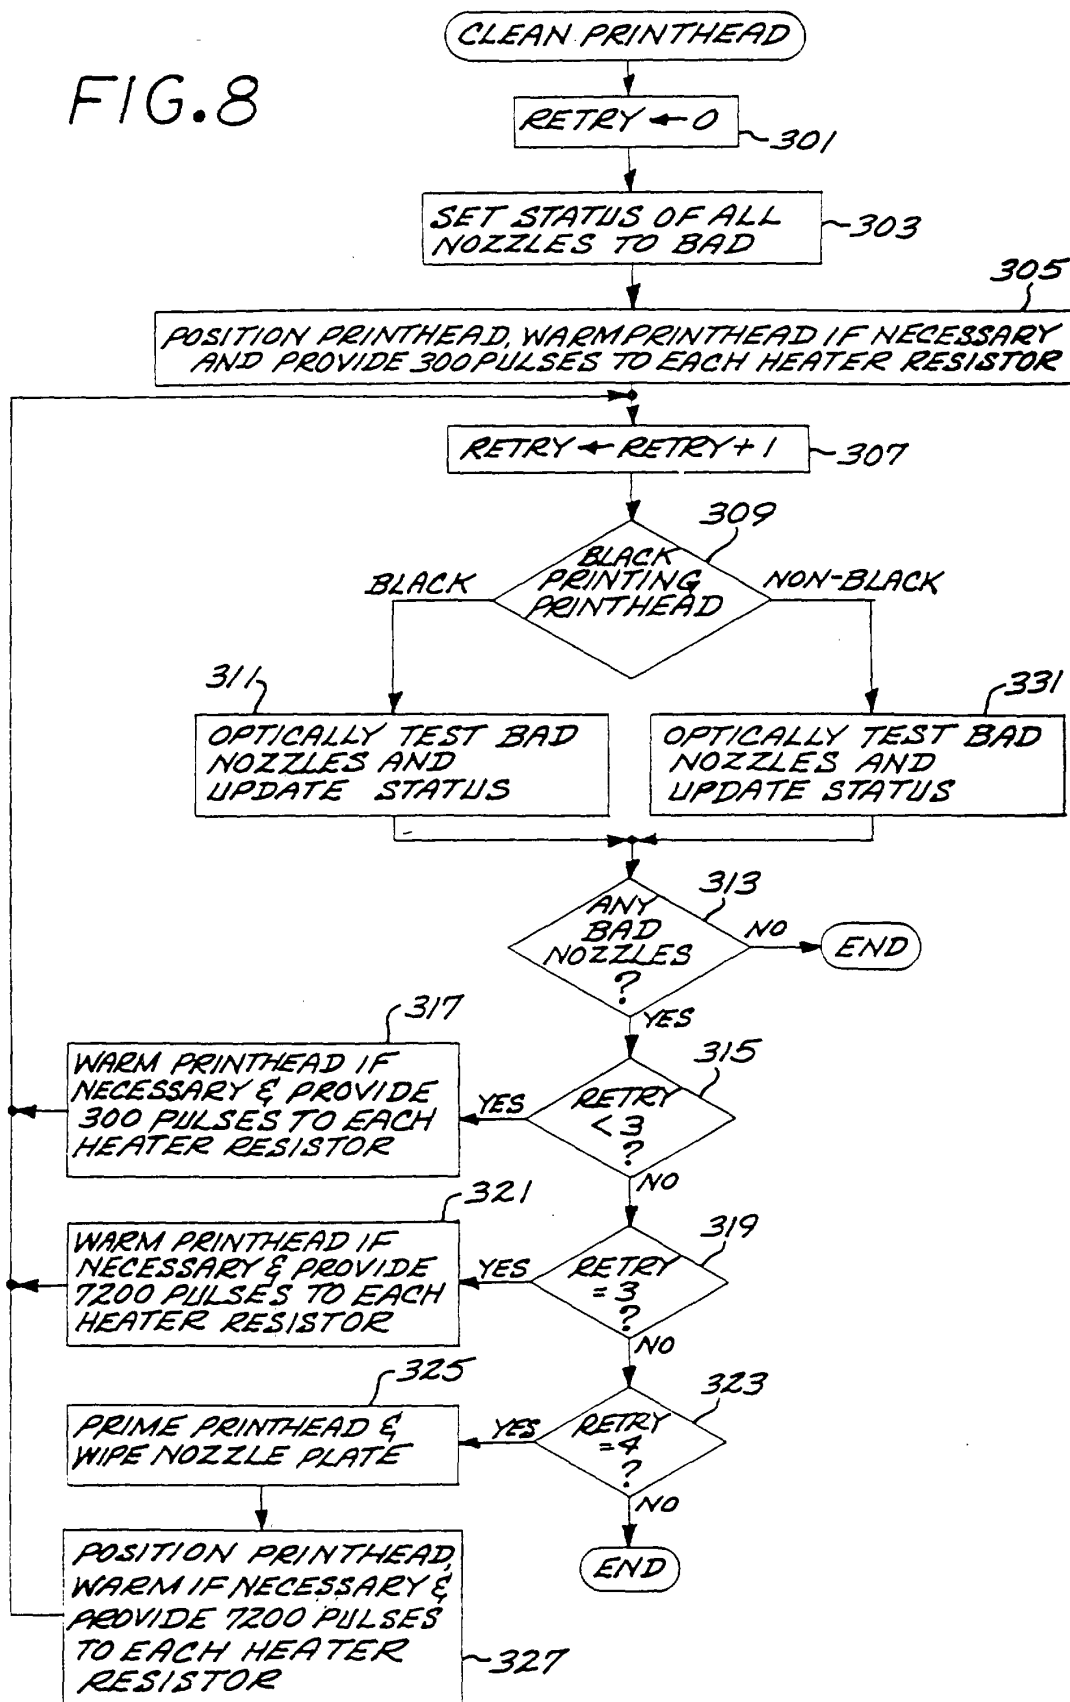 FIG.8
CLEAN PRINTHEAD
RETRY ← 0
301
SET STATUS OF ALL
NOZZLES TO BAD
303
305
POSITION PRINTHEAD, WARM PRINTHEAD IF NECESSARY
AND PROVIDE 300 PULSES TO EACH HEATER RESISTOR
RETRY ← RETRY + 1
307
309
BLACK
PRINTING
PRINTHEAD
BLACK
NON-BLACK
311
OPTICALLY TEST BAD
NOZZLES AND
UPDATE STATUS
331
OPTICALLY TEST BAD
NOZZLES AND
UPDATE STATUS
313
ANY
BAD
NOZZLES
?
NO
END
YES
315
RETRY
< 3
?
YES
317
WARM PRINTHEAD IF
NECESSARY & PROVIDE
300 PULSES TO EACH
HEATER RESISTOR
NO
319
RETRY
= 3
?
YES
321
WARM PRINTHEAD IF
NECESSARY & PROVIDE
7200 PULSES TO EACH
HEATER RESISTOR
NO
323
RETRY
= 4
?
YES
325
PRIME PRINTHEAD &
WIPE NOZZLE PLATE
NO
END
POSITION PRINTHEAD,
WARM IF NECESSARY &
PROVIDE 7200 PULSES
TO EACH HEATER
RESISTOR
327